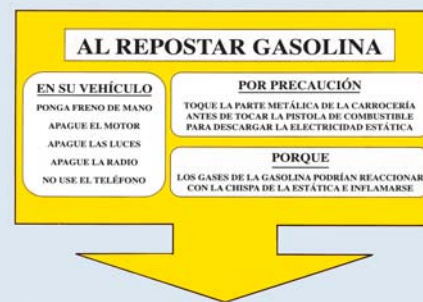 AL REPOSTAR GASOLINA
EN SU VEHÍCULO
PONGA FRENO DE MANO
APAGUE EL MOTOR
APAGUE LAS LUCES
APAGUE LA RADIO
NO USE EL TELÉFONO
POR PRECAUCIÓN
TOQUE LA PARTE METÁLICA DE LA CARROCERÍA
ANTES DE TOCAR LA PISTOLA DE COMBUSTIBLE
PARA DESCARGAR LA ELECTRICIDAD ESTÁTICA
PORQUE
LOS GASES DE LA GASOLINA PODRÍAN REACCIONAR
CON LA CHISPA DE LA ESTÁTICA E INFLAMARSE